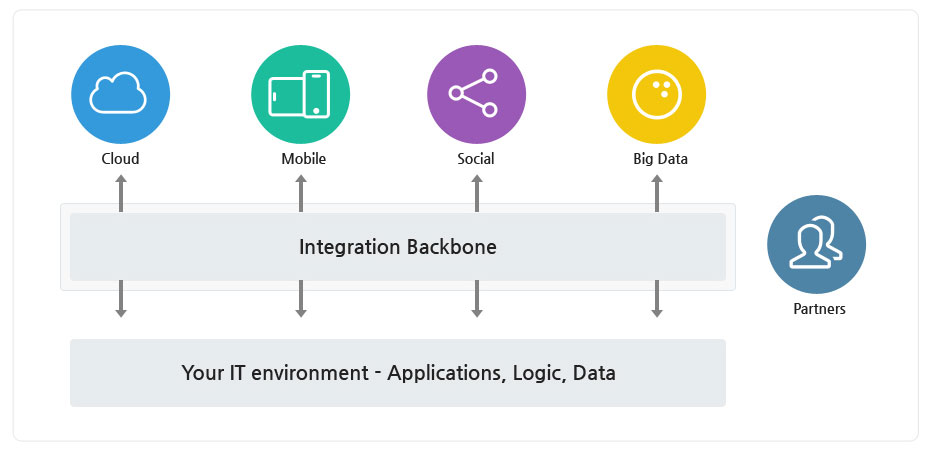 Cloud
Mobile
Social
Big Data
Integration Backbone
Partners
Your IT environment - Applications, Logic, Data